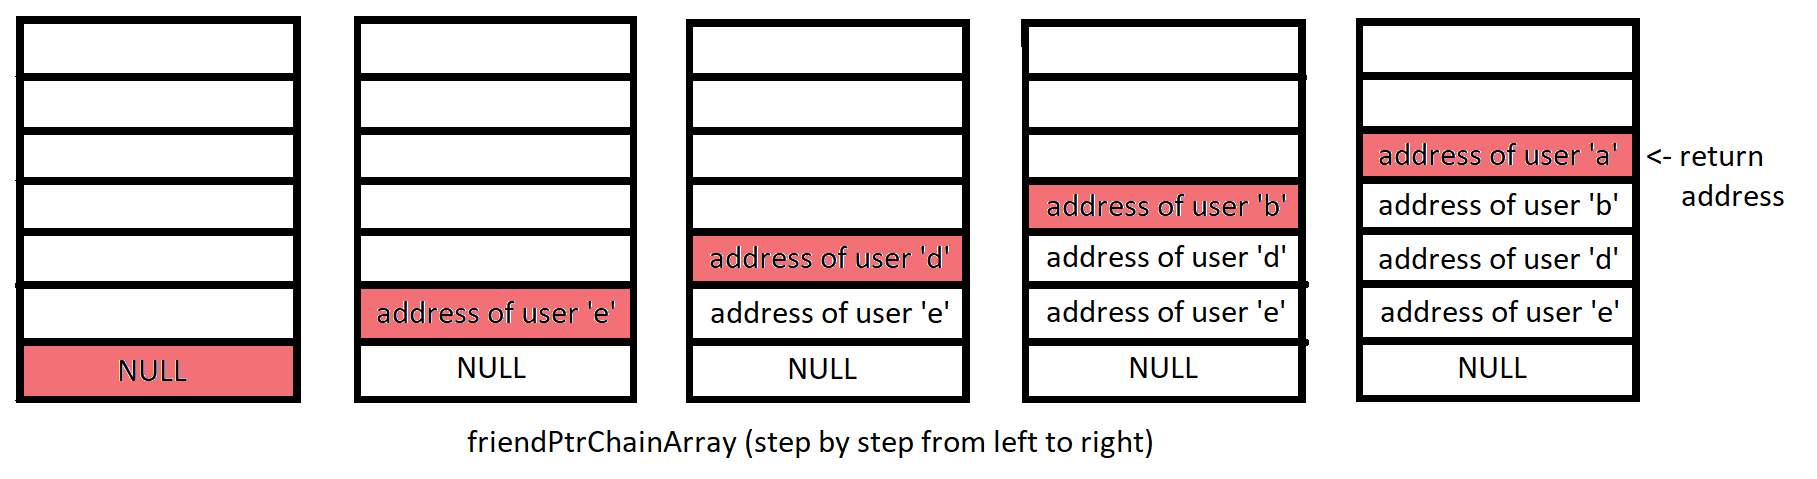 NULL
address of user 'e'
NULL
address of user 'd'
address of user 'e'
NULL
address of user 'b'
address of user 'd'
address of user 'e'
NULL
address of user 'a'
address of user 'b'
address of user 'd'
address of user 'e'
NULL
<- return
address
friendPtrChainArray (step by step from left to right)